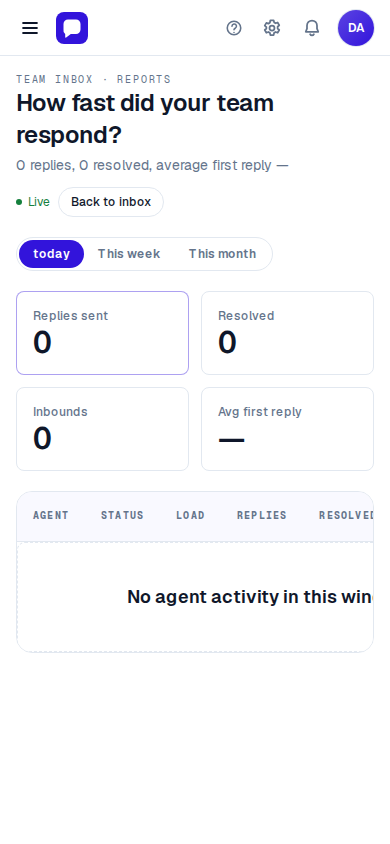 DA
TEAM INBOX · REPORTS
How fast did your team
respond?
0 replies, 0 resolved, average first reply —
Live
Back to inbox
today
This week
This month
Replies sent
0
Resolved
0
Inbounds
0
Avg first reply
—
AGENT STATUS LOAD REPLIES RESOLVED
No agent activity in this